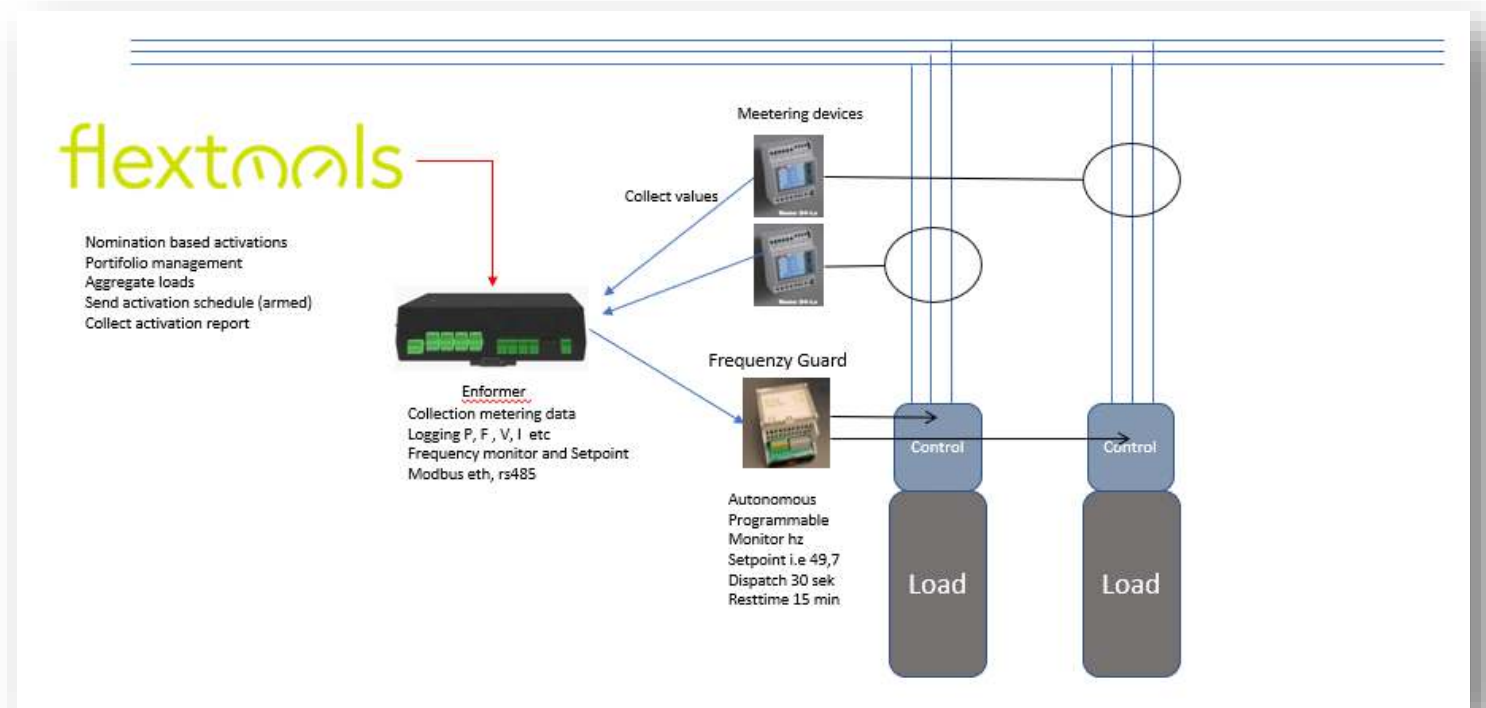 Meetering devices
flextools
Collect values
Nomination based activations
Portifolio management
Aggregate loads
Send activation schedule (armed)
Collect activation report
Frequenzy Guard
Enformer
Collection metering data
Logging P, F , V, I etc
Frequency monitor and Setpoint
Modbus eth, rs485
Control
Control
Autonomous
Programmable
Monitor hz
Setpoint i.e 49,7
Dispatch 30 sek
Resttime 15 min
Load
Load